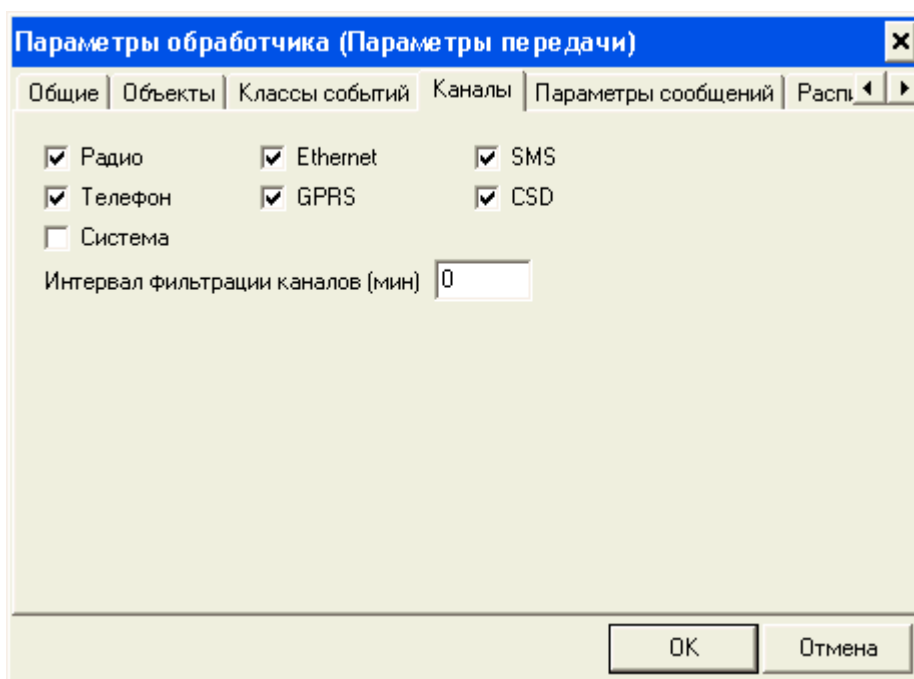 Параметры обработчика (Параметры передачи)
Общие Объекты Классы событий Каналы Параметры сообщений
Радио Ethernet SMS
Телефон GPRS CSD
Система
Интервал фильтрации каналов (мин) 0
OK Отмена